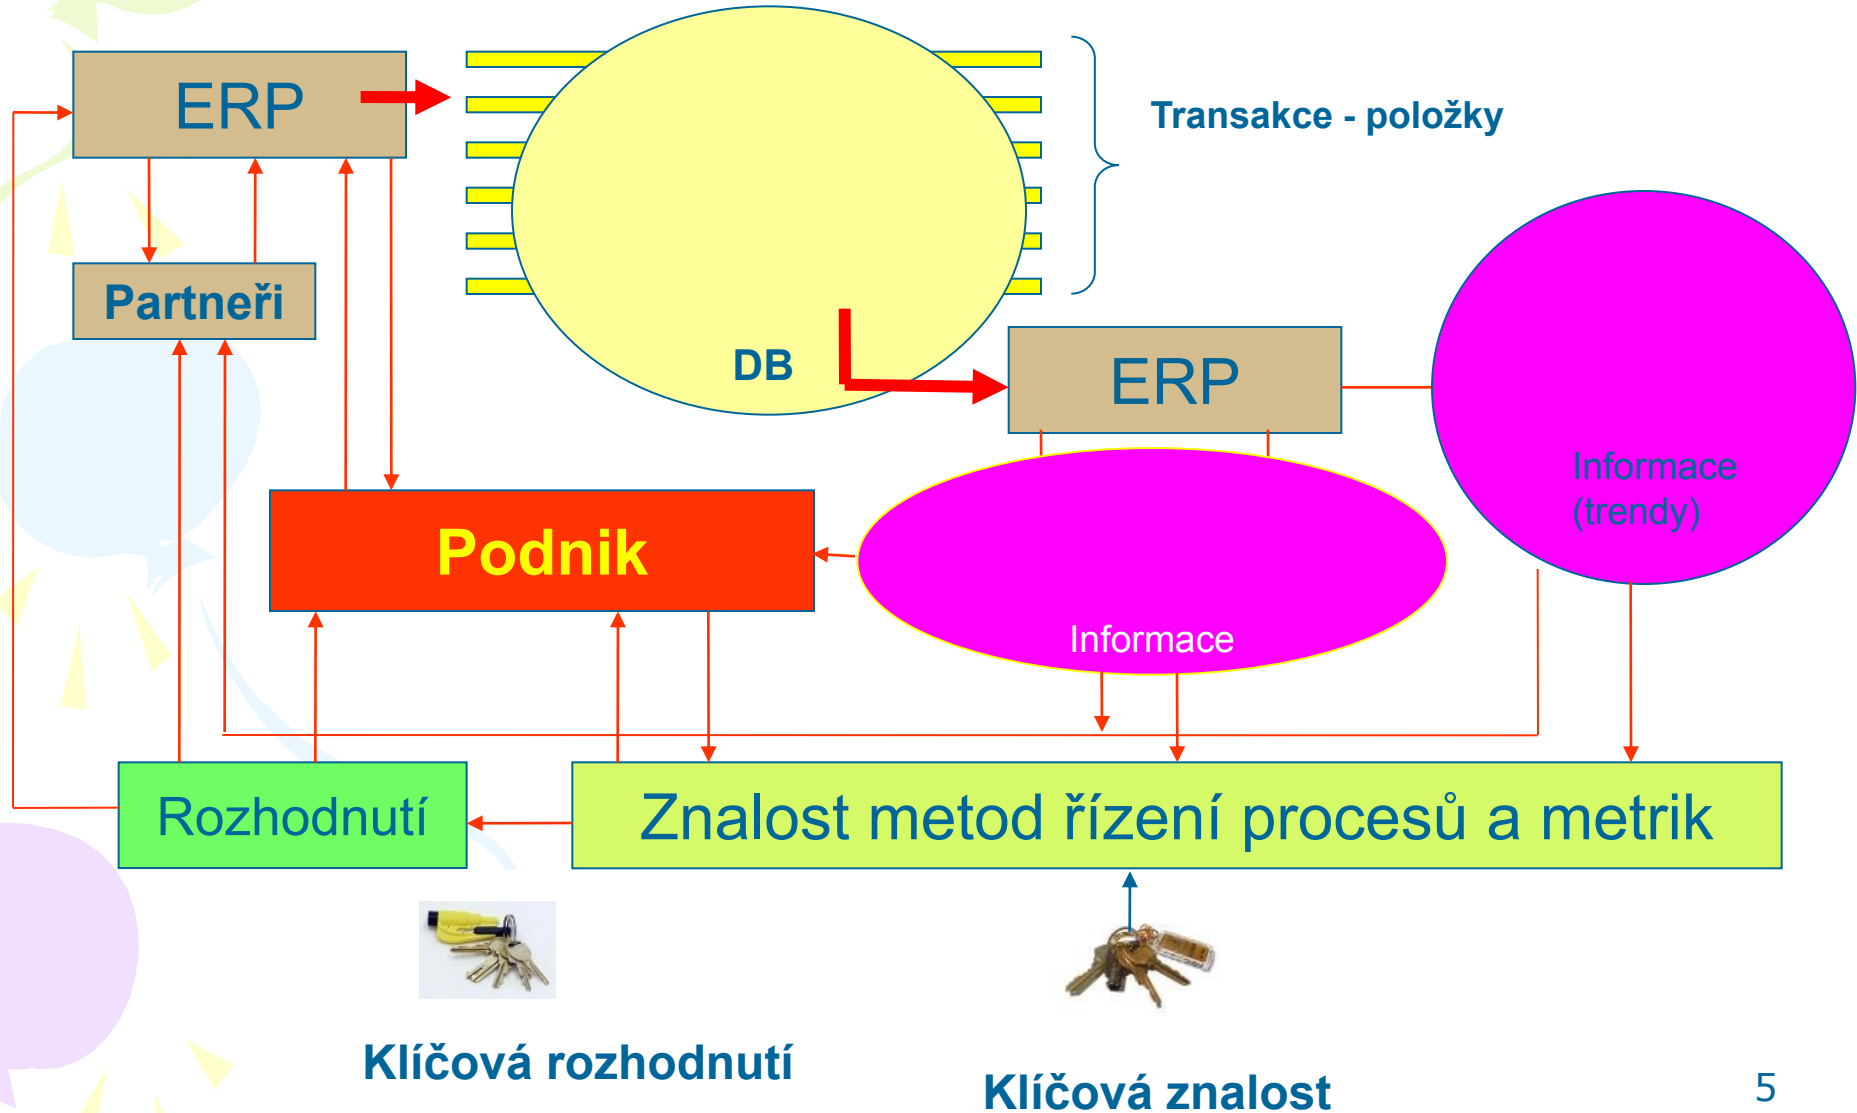 ERP
Transakce - položky
Partneři
DB
ERP
Informace
(trendy)
Podnik
Informace
Rozhodnutí
Znalost metod řízení procesů a metrik
Klíčová rozhodnutí
Klíčová znalost
5